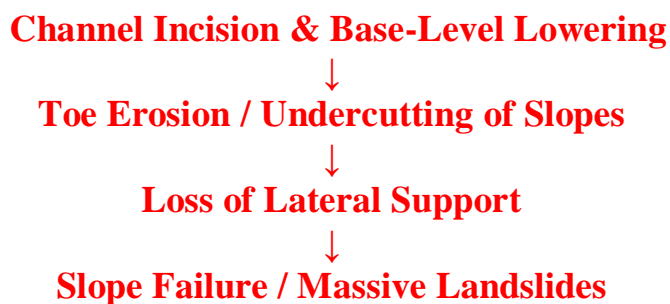 Channel Incision & Base-Level Lowering
↓
Toe Erosion / Undercutting of Slopes
↓
Loss of Lateral Support
↓
Slope Failure / Massive Landslides